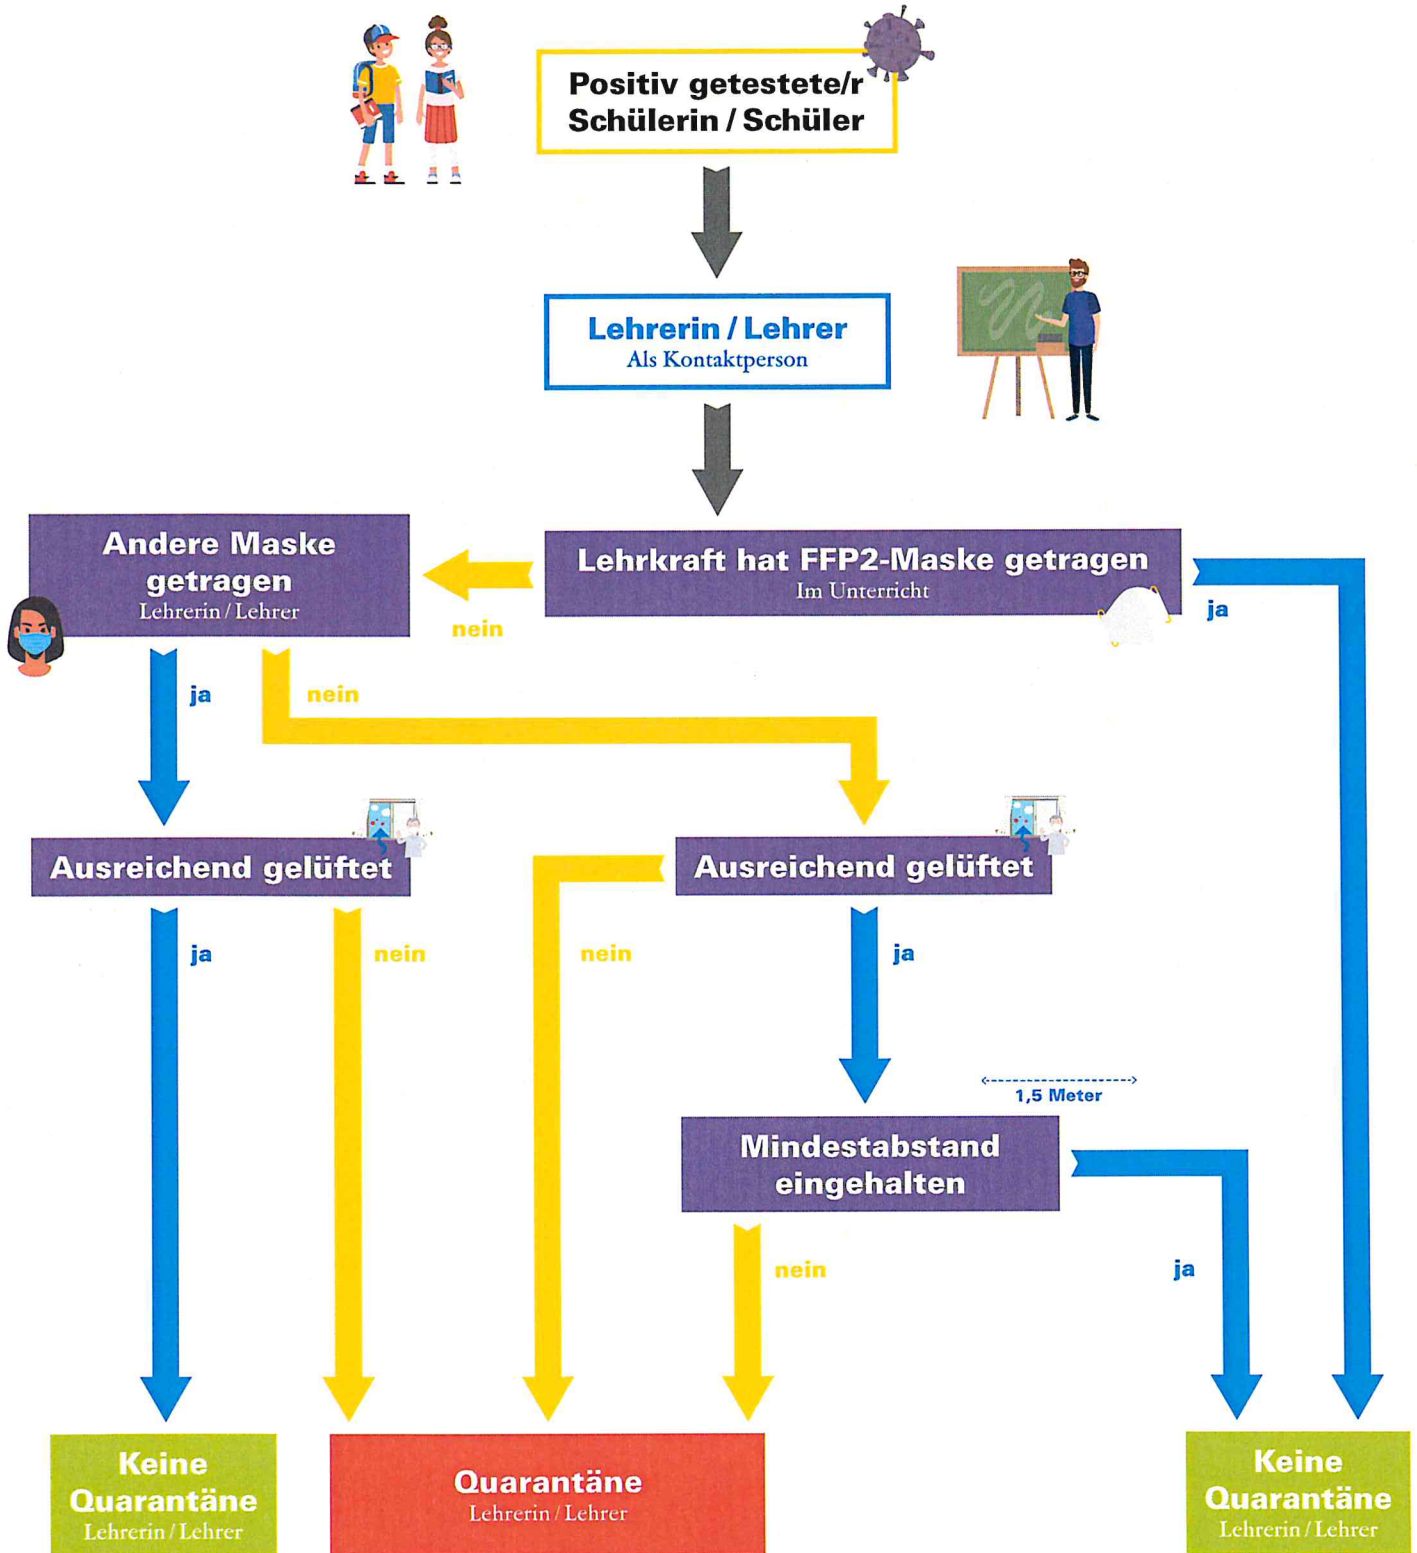 Positiv getestete/r
Schülerin / Schüler
Lehrerin / Lehrer
Als Kontaktperson
Andere Maske
getragen
Lehrerin / Lehrer
nein
Lehrkraft hat FFP2-Maske getragen
Im Unterricht
ja
ja
nein
Ausreichend gelüftet
Ausreichend gelüftet
ja
nein
nein
ja
1,5 Meter
Mindestabstand
eingehalten
nein
ja
Keine
Quarantäne
Lehrerin / Lehrer
Quarantäne
Lehrerin / Lehrer
Keine
Quarantäne
Lehrerin / Lehrer